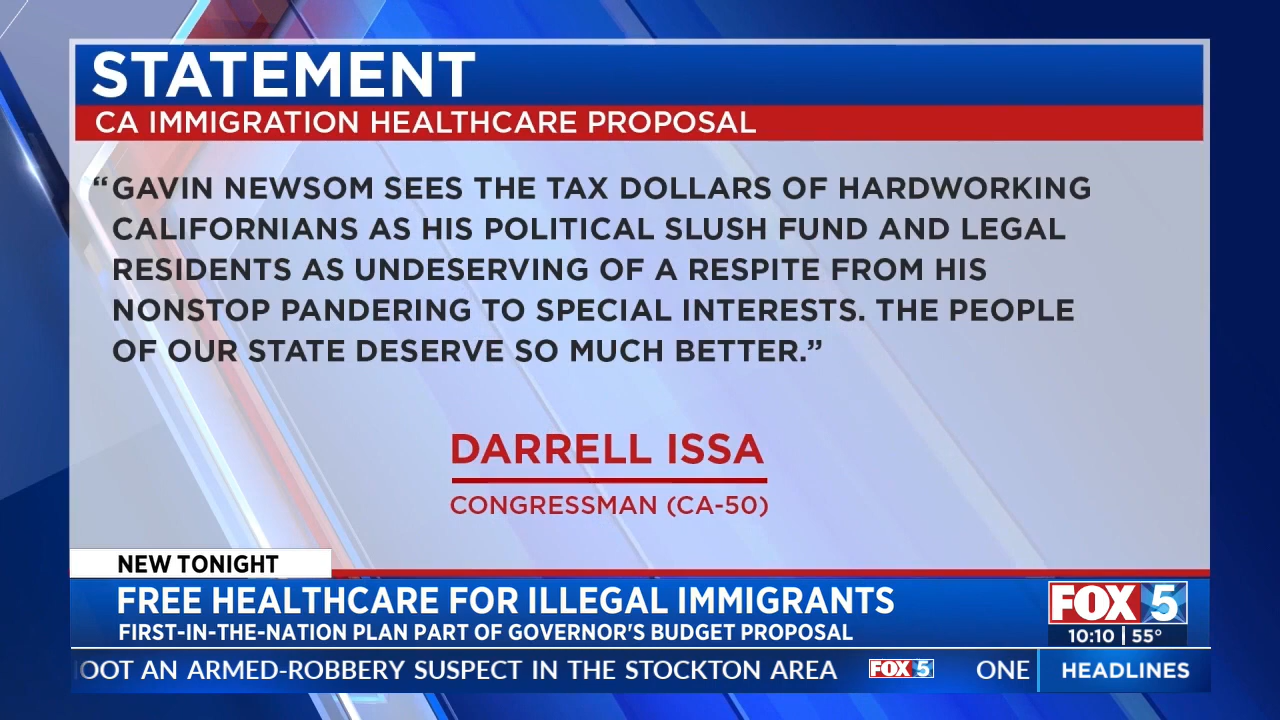 STATEMENT
CA IMMIGRATION HEALTHCARE PROPOSAL
“GAVIN NEWSOM SEES THE TAX DOLLARS OF HARDWORKING
CALIFORNIANS AS HIS POLITICAL SLUSH FUND AND LEGAL
RESIDENTS AS UNDESERVING OF A RESPITE FROM HIS
NONSTOP PANDERING TO SPECIAL INTERESTS. THE PEOPLE
OF OUR STATE DESERVE SO MUCH BETTER.”
DARRELL ISSA
CONGRESSMAN (CA-50)
NEW TONIGHT
FREE HEALTHCARE FOR ILLEGAL IMMIGRANTS
FIRST-IN-THE-NATION PLAN PART OF GOVERNOR'S BUDGET PROPOSAL
FOX 5
10:10 | 55°
OOT AN ARMED-ROBBERY SUSPECT IN THE STOCKTON AREA FOX 5 ONE
HEADLINES